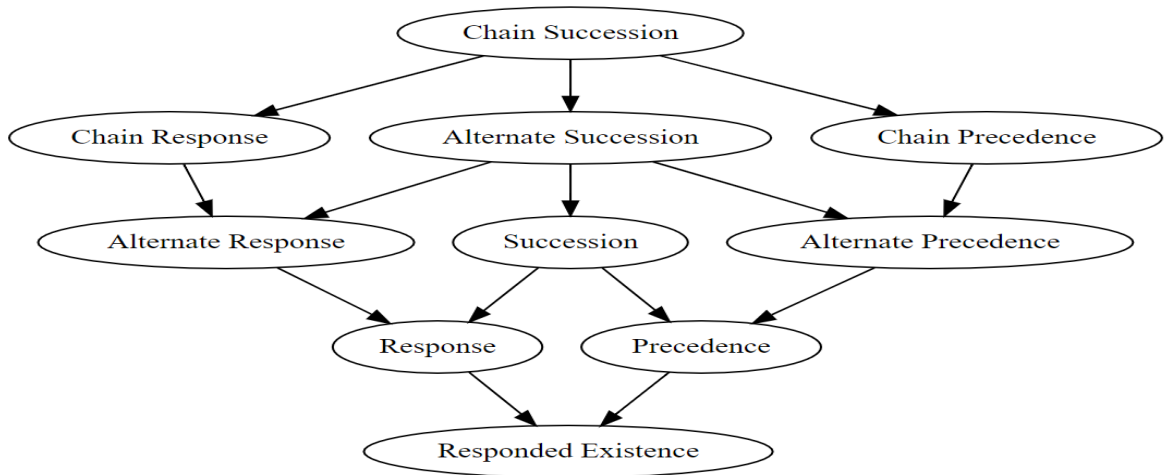 Chain Succession
Chain Response
Alternate Succession
Chain Precedence
Alternate Response
Succession
Alternate Precedence
Response
Precedence
Responded Existence